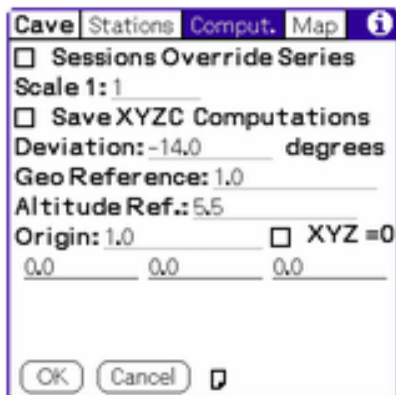 Cave Stations Comput. Map i
Sessions Override Series
Scale 1: 1
Save XYZC Computations
Deviation: -14.0 degrees
Geo Reference: 1.0
Altitude Ref.: 5.5
Origin: 1.0 XYZ =0
0.0 0.0 0.0
OK Cancel